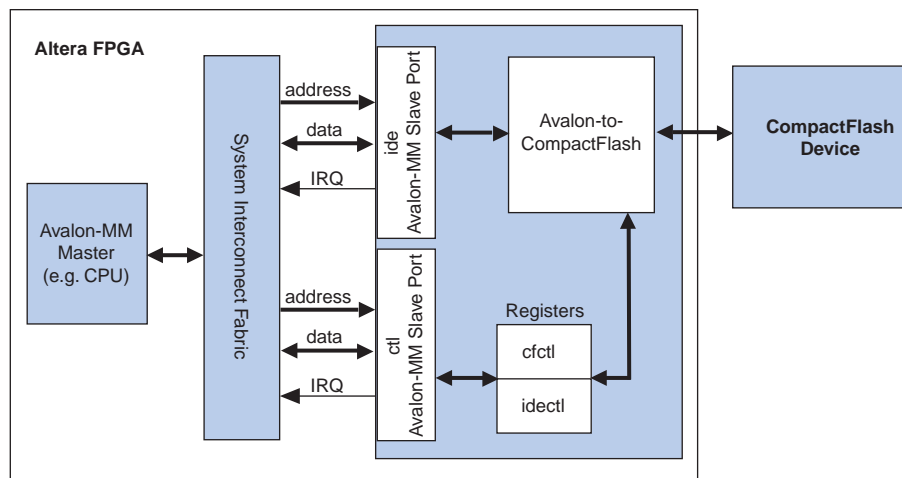 Altera FPGA
Avalon-MM
Master
(e.g. CPU)
System Interconnect Fabric
address
data
IRQ
address
data
IRQ
ide
Avalon-MM Slave Port
ctl
Avalon-MM Slave Port
Avalon-to-
CompactFlash
Registers
cfctl
idectl
CompactFlash
Device